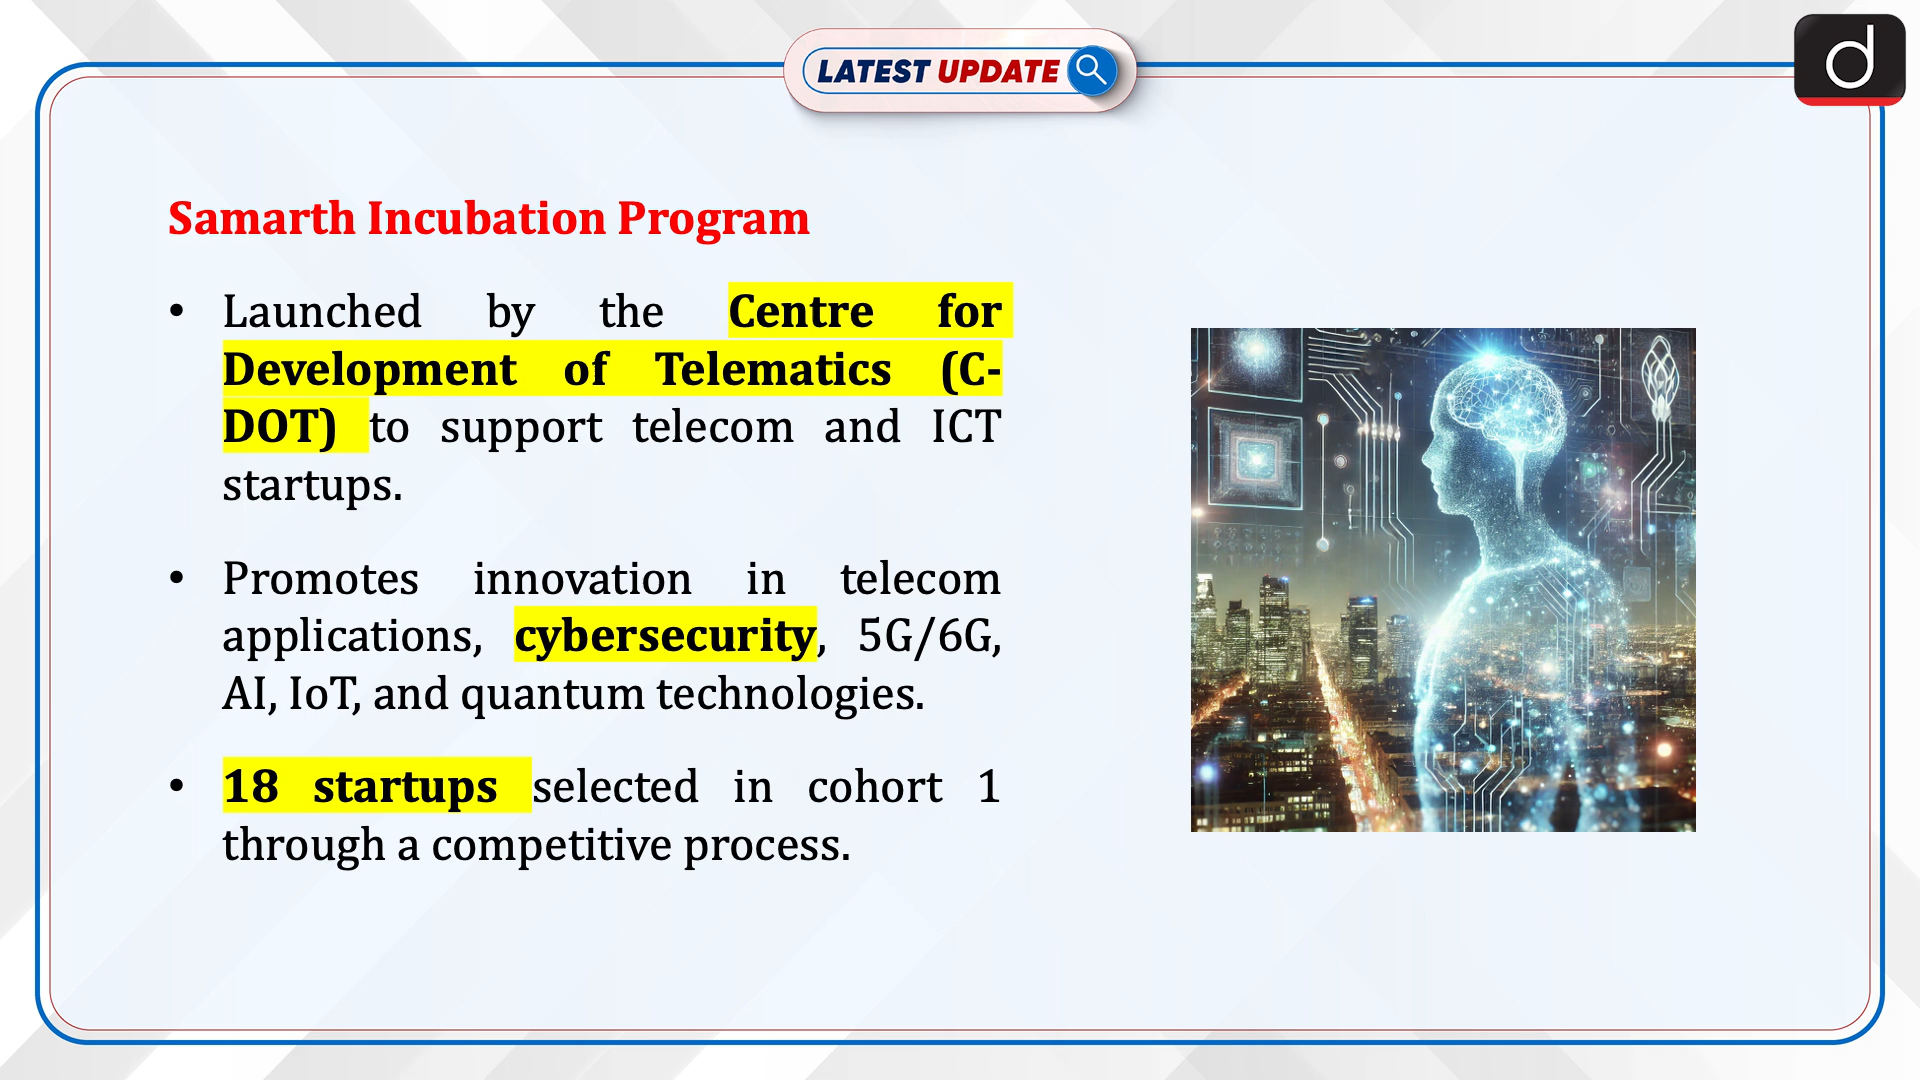 LATEST UPDATE
d
Samarth Incubation Program
• Launched by the Centre for
Development of Telematics (C-
DOT) to support telecom and ICT
startups.
• Promotes innovation in telecom
applications, cybersecurity, 5G/6G,
AI, IoT, and quantum technologies.
• 18 startups selected in cohort 1
through a competitive process.